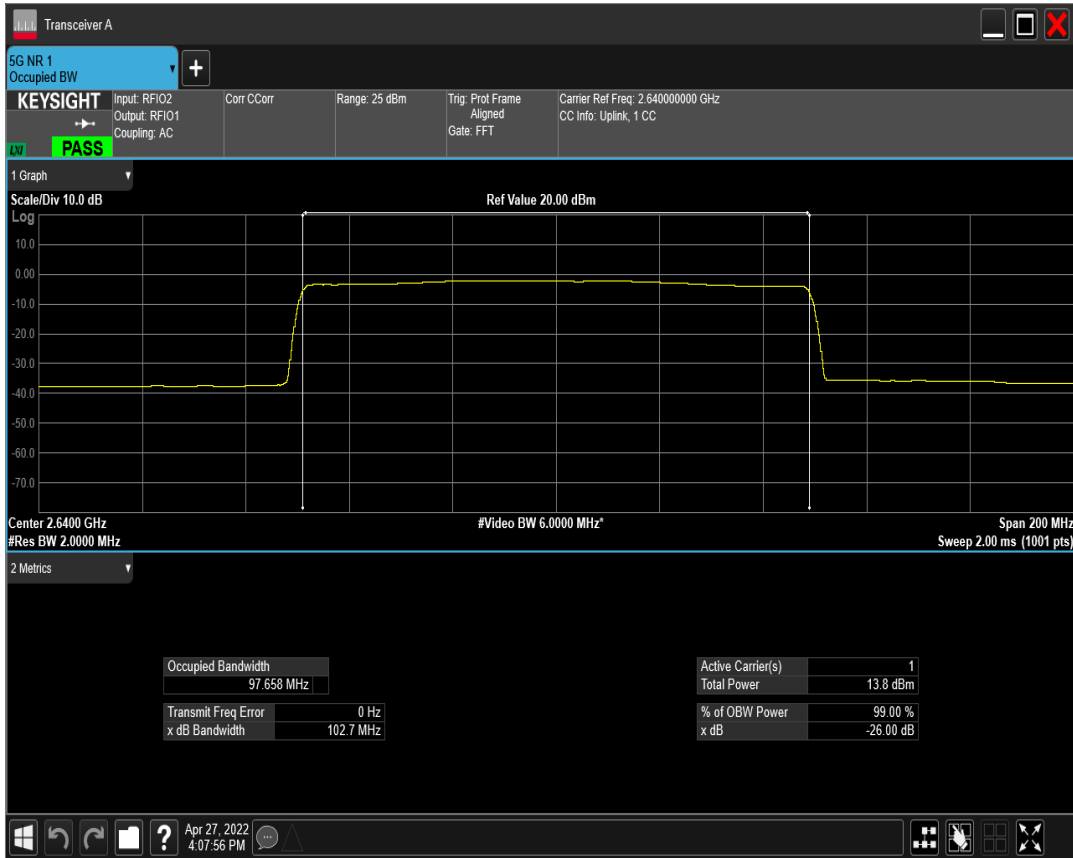 Transceiver A
5G NR 1
Occupied BW
+
KEYSIGHT
LXI
PASS
Input: RFIO2
Output: RFIO1
Coupling: AC
Corr CCorr
Range: 25 dBm
Trig: Prot Frame
Aligned
Gate: FFT
Carrier Ref Freq: 2.640000000 GHz
CC Info: Uplink, 1 CC
1 Graph
Scale/Div 10.0 dB
Ref Value 20.00 dBm
Log
10.0
0.00
-10.0
-20.0
-30.0
-40.0
-50.0
-60.0
-70.0
Center 2.6400 GHz
#Video BW 6.0000 MHz*
Span 200 MHz
#Res BW 2.0000 MHz
Sweep 2.00 ms (1001 pts)
2 Metrics
Occupied Bandwidth
97.658 MHz
Transmit Freq Error 0 Hz
x dB Bandwidth 102.7 MHz
Active Carrier(s) 1
Total Power 13.8 dBm
% of OBW Power 99.00 %
x dB -26.00 dB
?
Apr 27, 2022
4:07:56 PM